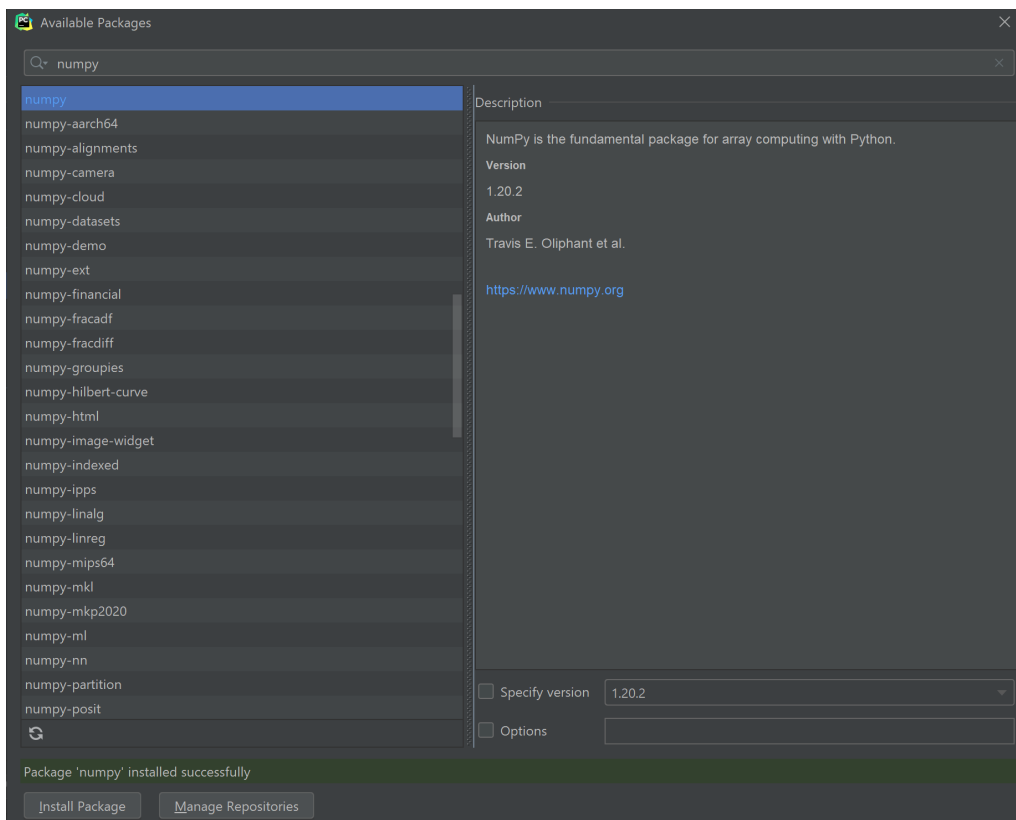 Available Packages
numpy
numpy
numpy-aarch64
numpy-alignments
numpy-camera
numpy-cloud
numpy-datasets
numpy-demo
numpy-ext
numpy-financial
numpy-fracadf
numpy-fracdiff
numpy-groupies
numpy-hilbert-curve
numpy-html
numpy-image-widget
numpy-indexed
numpy-ipps
numpy-linalg
numpy-linreg
numpy-mips64
numpy-mkl
numpy-mkp2020
numpy-ml
numpy-nn
numpy-partition
numpy-posit
Description
NumPy is the fundamental package for array computing with Python.
Version
1.20.2
Author
Travis E. Oliphant et al.
https://www.numpy.org
Specify version 1.20.2
Options
Package 'numpy' installed successfully
Install Package Manage Repositories